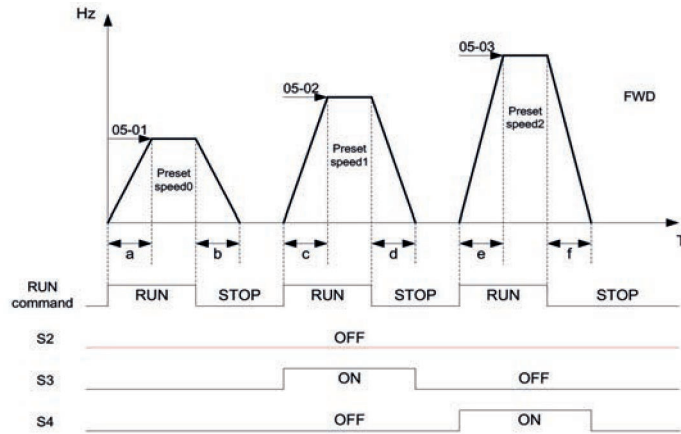 Hz
05-03
05-02
FWD
05-01
Preset
speed0
Preset
speed1
Preset
speed2
T
a
b
c
d
e
f
RUN
command
RUN
STOP
RUN
STOP
RUN
STOP
S2
OFF
S3
ON
OFF
S4
OFF
ON